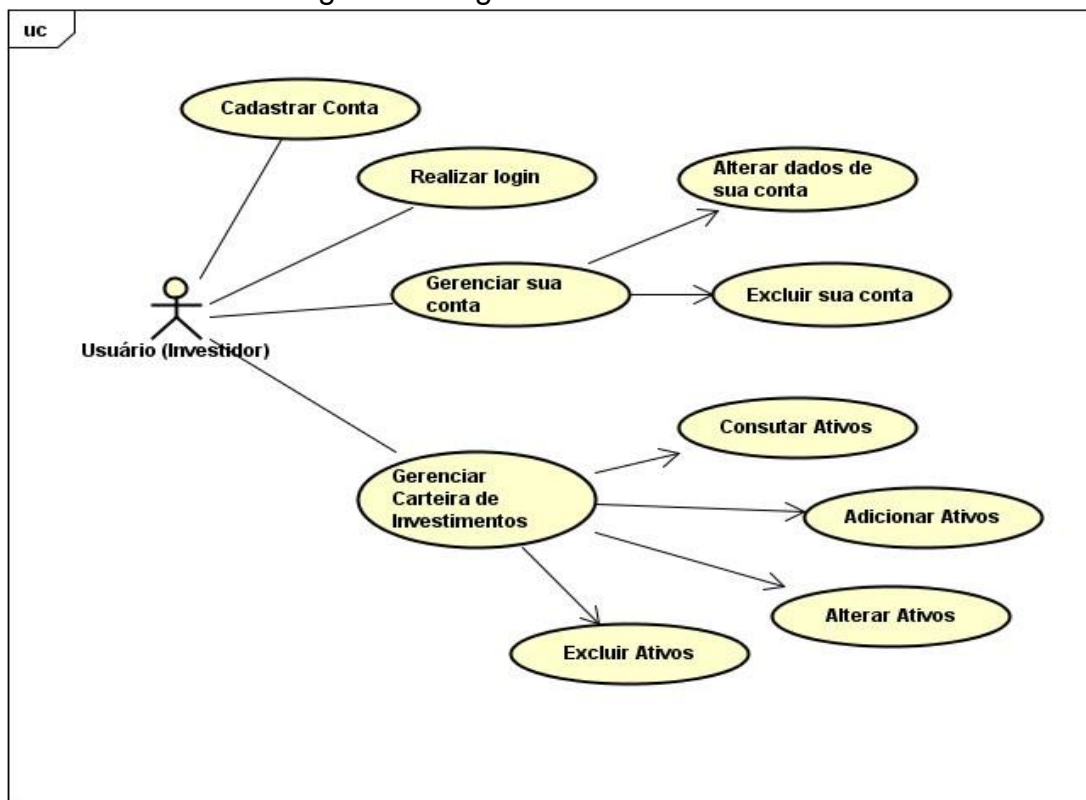 uc
Cadastrar Conta
Realizar login
Alterar dados de
sua conta
Gerenciar sua
conta
Excluir sua conta
Usuário (Investidor)
Consutar Ativos
Gerenciar
Carteira de
Investimentos
Adicionar Ativos
Alterar Ativos
Excluir Ativos